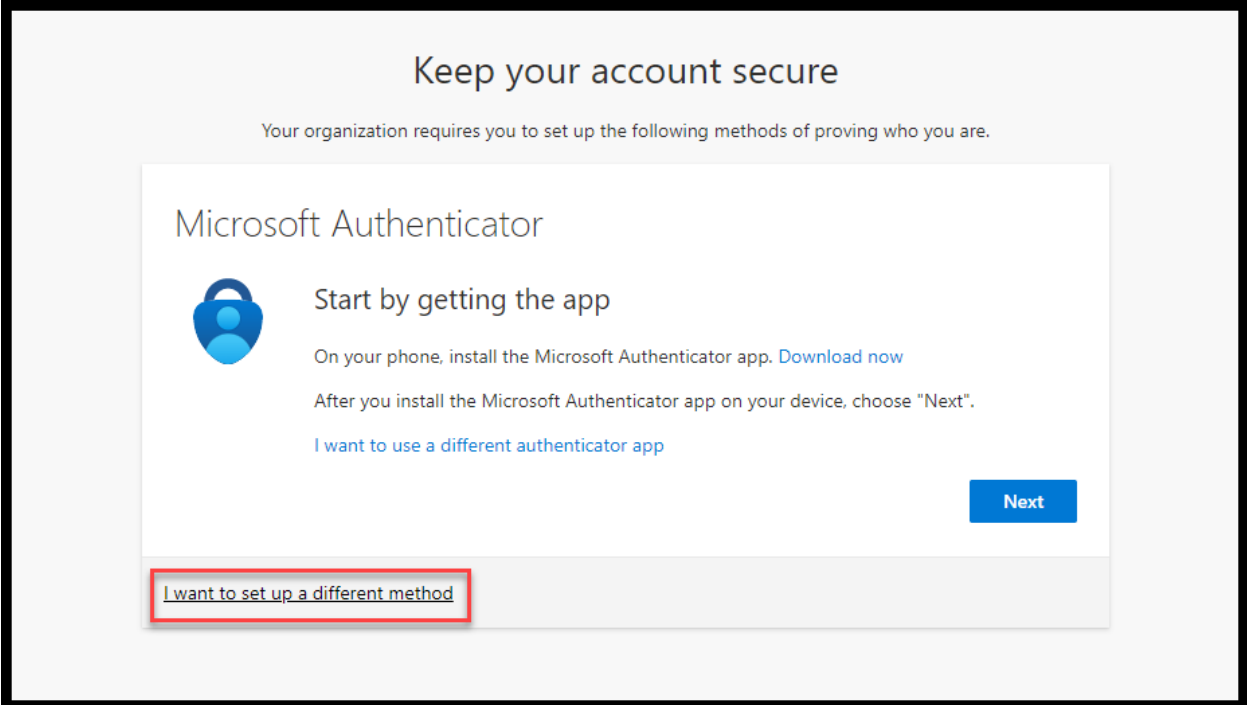 Keep your account secure
Your organization requires you to set up the following methods of proving who you are.
Microsoft Authenticator
Start by getting the app
On your phone, install the Microsoft Authenticator app. Download now
After you install the Microsoft Authenticator app on your device, choose "Next".
I want to use a different authenticator app
Next
I want to set up a different method